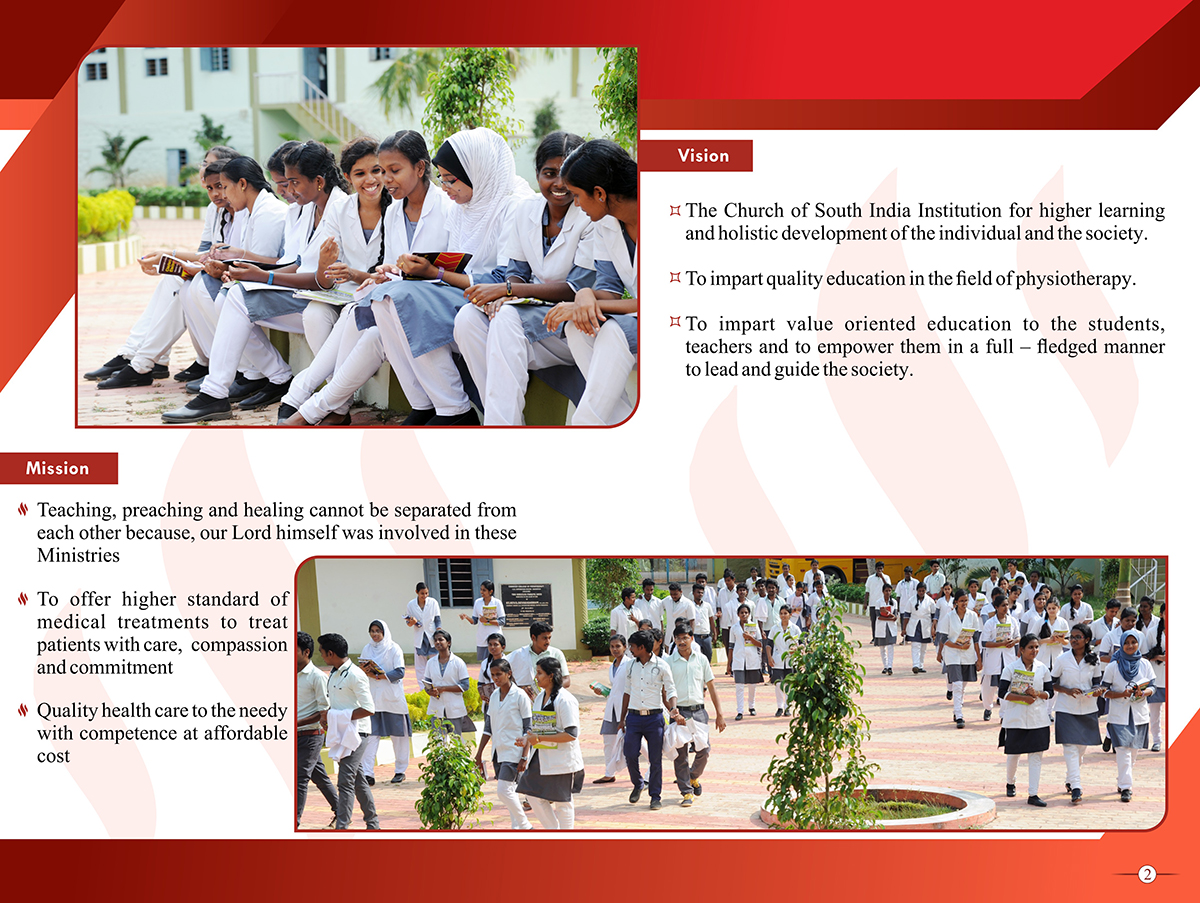 Vision
The Church of South India Institution for higher learning
and holistic development of the individual and the society.
To impart quality education in the field of physiotherapy.
To impart value oriented education to the students,
teachers and to empower them in a full – fledged manner
to lead and guide the society.
Mission
Teaching, preaching and healing cannot be separated from
each other because, our Lord himself was involved in these
Ministries
To offer higher standard of
medical treatments to treat
patients with care, compassion
and commitment
Quality health care to the needy
with competence at affordable
cost
2